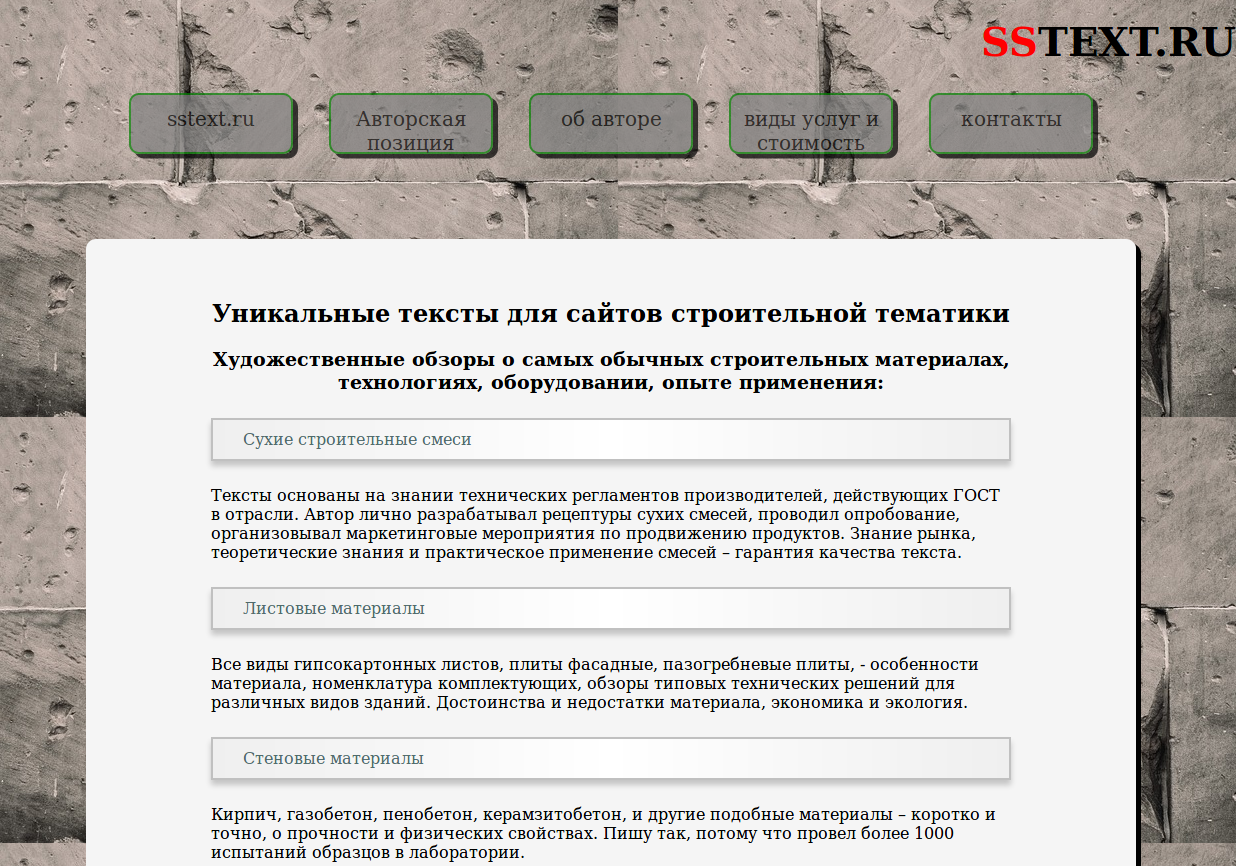 SSTEXT.RU
sstext.ru
Авторская
позиция
об авторе
виды услуг и
стоимость
контакты
Уникальные тексты для сайтов строительной тематики
Художественные обзоры о самых обычных строительных материалах,
технологиях, оборудовании, опыте применения:
Сухие строительные смеси
Тексты основаны на знании технических регламентов производителей, действующих ГОСТ
в отрасли. Автор лично разрабатывал рецептуры сухих смесей, проводил опробование,
организовывал маркетинговые мероприятия по продвижению продуктов. Знание рынка,
теоретические знания и практическое применение смесей – гарантия качества текста.
Листовые материалы
Все виды гипсокартонных листов, плиты фасадные, пазогребневые плиты, - особенности
материала, номенклатура комплектующих, обзоры типовых технических решений для
различных видов зданий. Достоинства и недостатки материала, экономика и экология.
Стеновые материалы
Кирпич, газобетон, пенобетон, керамзитобетон, и другие подобные материалы – коротко и
точно, о прочности и физических свойствах. Пишу так, потому что провел более 1000
испытаний образцов в лаборатории.